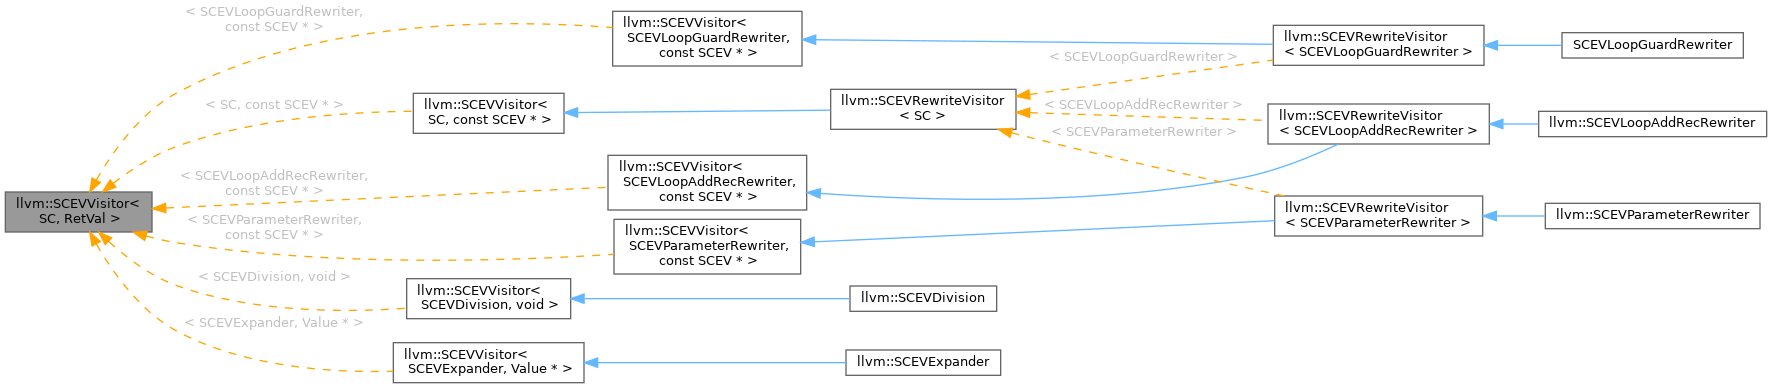 < SCEVLoopGuardRewriter,
const SCEV * >
llvm::SCEVVisitor<
SCEVLoopGuardRewriter,
const SCEV * >
llvm::SCEVRewriteVisitor
< SCEVLoopGuardRewriter >
SCEVLoopGuardRewriter
< SCEVLoopGuardRewriter >
< SC, const SCEV * >
llvm::SCEVVisitor<
SC, const SCEV * >
llvm::SCEVRewriteVisitor
< SC >
< SCEVLoopAddRecRewriter >
llvm::SCEVRewriteVisitor
< SCEVLoopAddRecRewriter >
llvm::SCEVLoopAddRecRewriter
< SCEVParameterRewriter >
< SCEVLoopAddRecRewriter,
const SCEV * >
llvm::SCEVVisitor<
SCEVLoopAddRecRewriter,
const SCEV * >
llvm::SCEVVisitor<
SC, RetVal >
< SCEVParameterRewriter,
const SCEV * >
llvm::SCEVVisitor<
SCEVParameterRewriter,
const SCEV * >
llvm::SCEVRewriteVisitor
< SCEVParameterRewriter >
llvm::SCEVParameterRewriter
< SCEVDivision, void >
llvm::SCEVVisitor<
SCEVDivision, void >
llvm::SCEVDivision
< SCEVExpander, Value * >
llvm::SCEVVisitor<
SCEVExpander, Value * >
llvm::SCEVExpander